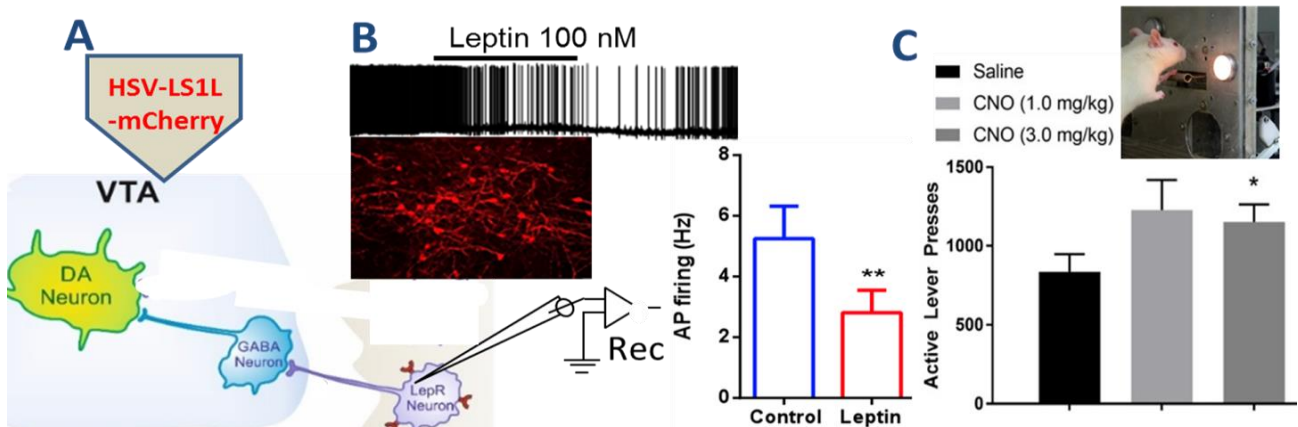 A
HSV-LS1L
-mCherry
VTA
DA
Neuron
GABA
Neuron
LepR
Neuron
B
Leptin 100 nM
Rec
AP firing (Hz)
8
6
4
2
0
**
Control Leptin
C
Saline
CNO (1.0 mg/kg)
CNO (3.0 mg/kg)
Active Lever Presses
1500
1000
500
0
*